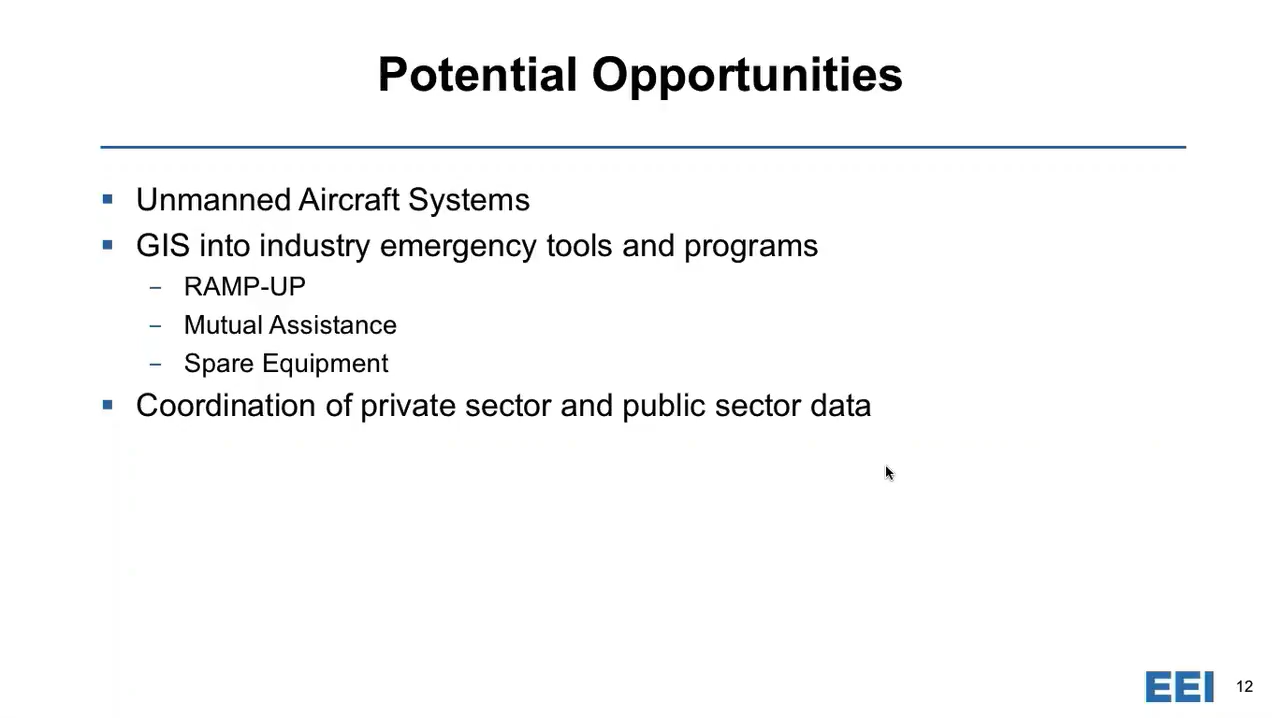 Potential Opportunities
▪ Unmanned Aircraft Systems
▪ GIS into industry emergency tools and programs
– RAMP-UP
– Mutual Assistance
– Spare Equipment
▪ Coordination of private sector and public sector data
EEI 12